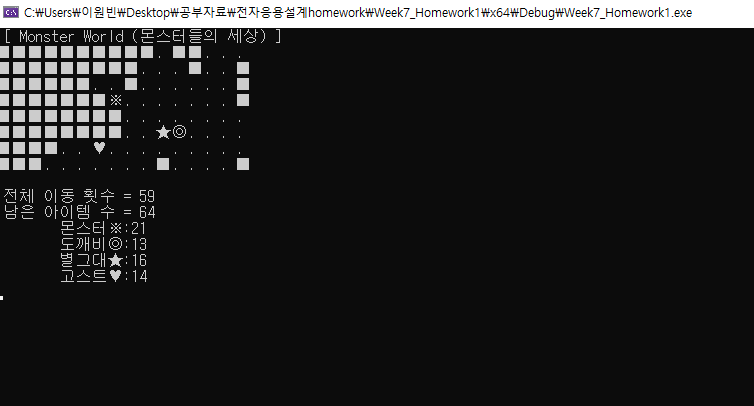 C:\Users\이원빈\Desktop\공부자료\전자응용설계homework\Week7_Homework1\x64\Debug\Week7_Homework1.exe
[ Monster World (몬스터들의 세상) ]
■■■■■■■■■■.■■...
■■■■■■■■■...■..■
■■■■■■..■......■
■■■■■■■※.......■
■■■■■■■■........
■■■■■■■■..★◎....
■■■■..♥.........
■■■.......■....■
전체 이동 횟수 = 59
남은 아이템 수 = 64
몬스터※:21
도깨비◎:13
별그대★:16
고스트♥:14